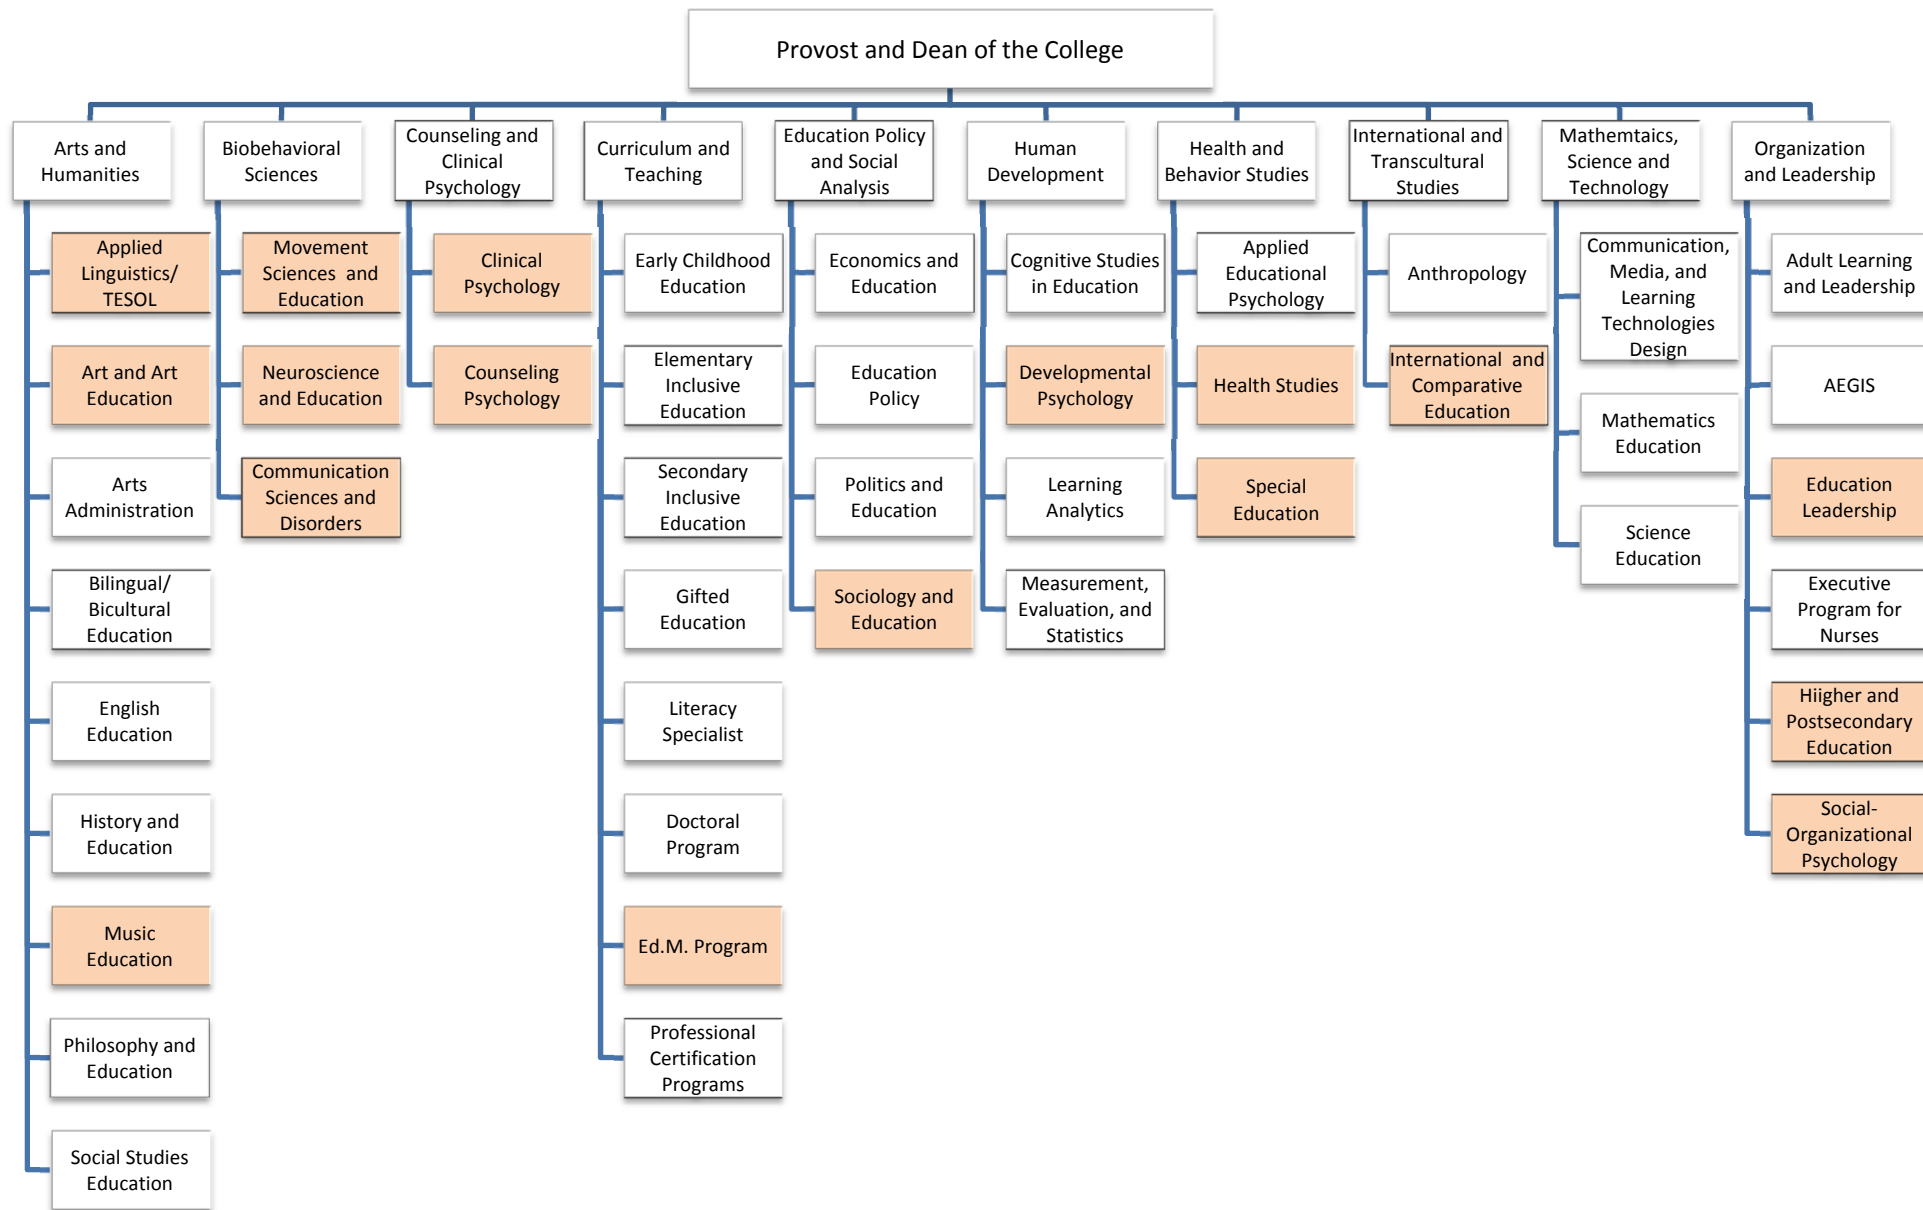 Provost and Dean of the College
Arts and
Humanities
Biobehavioral
Sciences
Counseling and
Clinical
Psychology
Curriculum and
Teaching
Education Policy
and Social
Analysis
Human
Development
Health and
Behavior Studies
International and
Transcultural
Studies
Mathemtaics,
Science and
Technology
Organization
and Leadership
Applied
Linguistics/
TESOL
Art and Art
Education
Arts
Administration
Bilingual/
Bicultural
Education
English
Education
History and
Education
Music
Education
Philosophy and
Education
Social Studies
Education
Movement
Sciences and
Education
Neuroscience
and Education
Communication
Sciences and
Disorders
Clinical
Psychology
Counseling
Psychology
Early Childhood
Education
Elementary
Inclusive
Education
Secondary
Inclusive
Education
Gifted
Education
Literacy
Specialist
Doctoral
Program
Ed.M. Program
Professional
Certification
Programs
Economics and
Education
Education
Policy
Politics and
Education
Sociology and
Education
Cognitive Studies
in Education
Developmental
Psychology
Learning
Analytics
Measurement,
Evaluation, and
Statistics
Applied
Educational
Psychology
Health Studies
Special
Education
Anthropology
International and
Comparative
Education
Communication,
Media, and
Learning
Technologies
Design
Mathematics
Education
Science
Education
Adult Learning
and Leadership
AEGIS
Education
Leadership
Executive
Program for
Nurses
Hiigher and
Postsecondary
Education
Social-
Organizational
Psychology